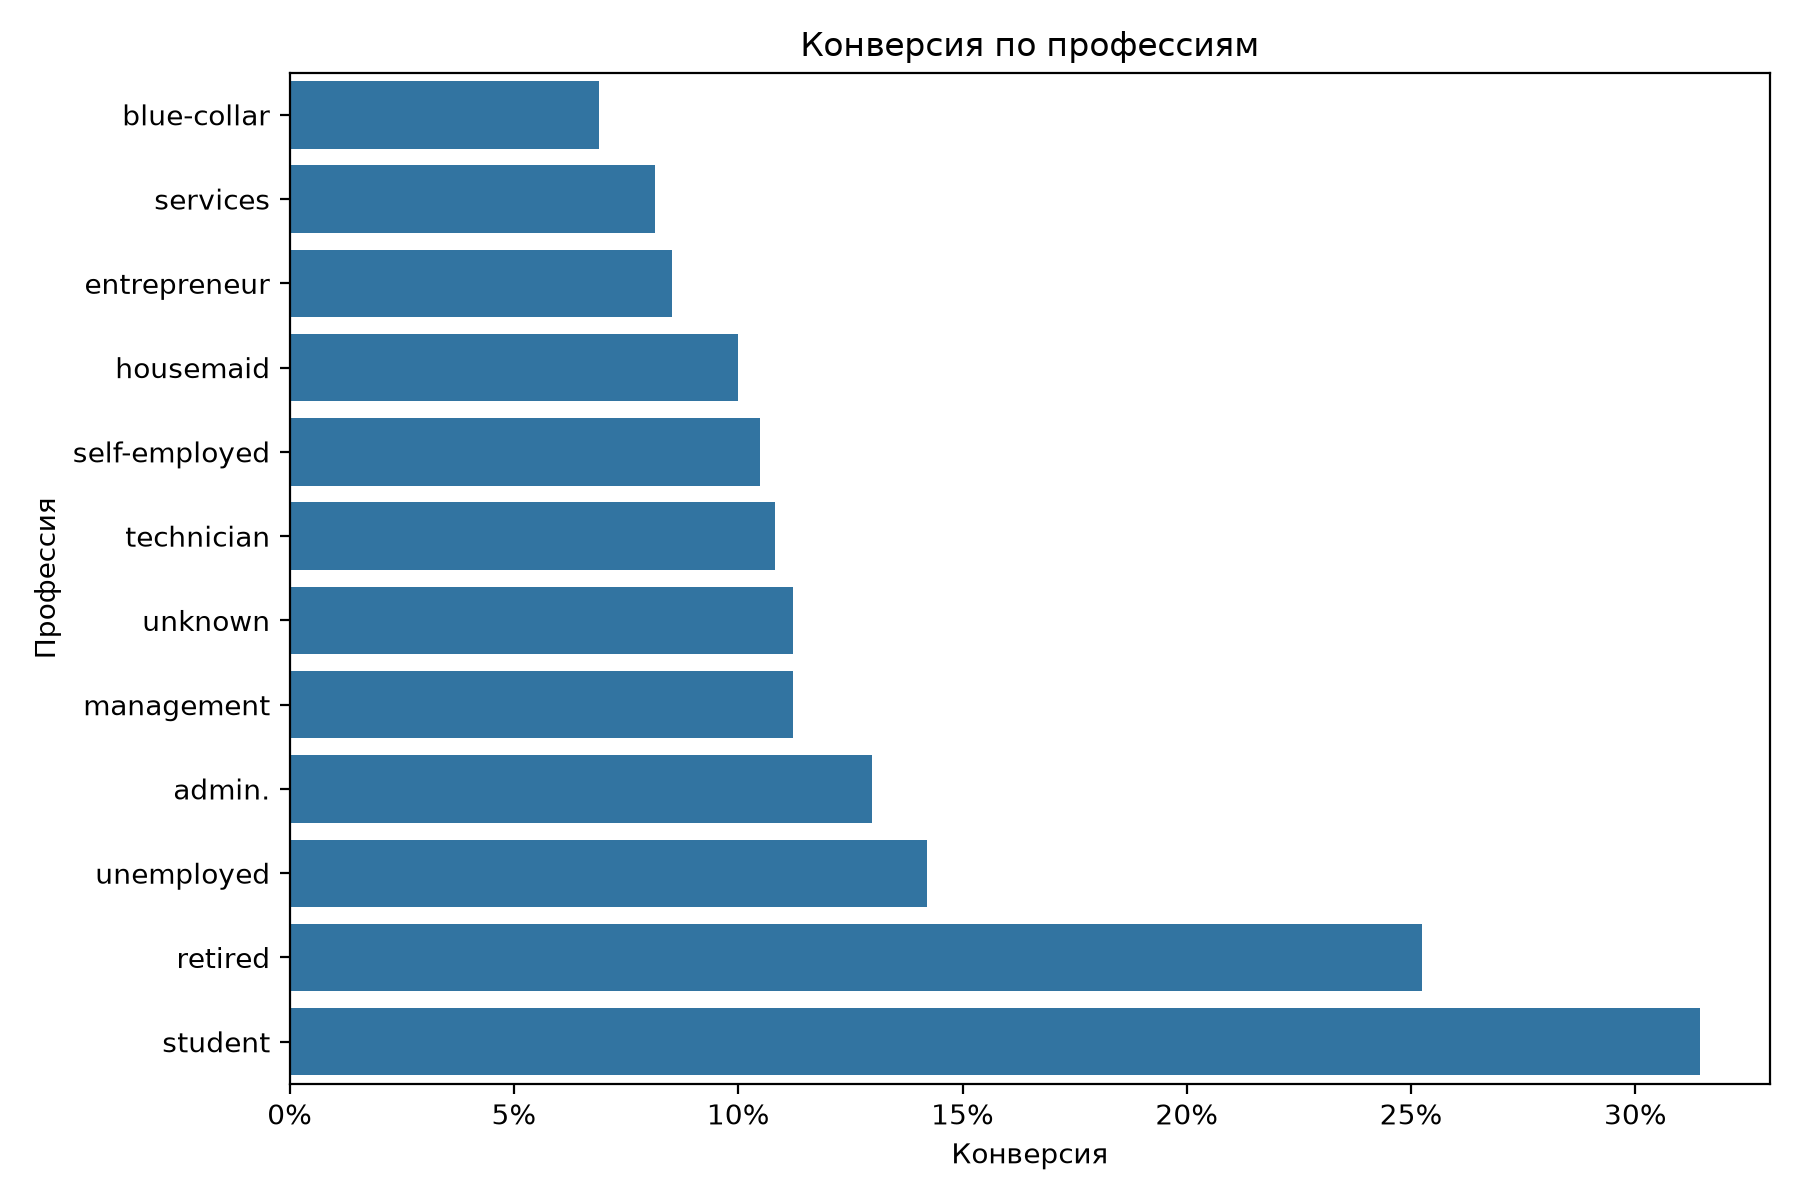 Конверсия по профессиям
Профессия
blue-collar
services
entrepreneur
housemaid
self-employed
technician
unknown
management
admin.
unemployed
retired
student
0% 5% 10% 15% 20% 25% 30%
Конверсия